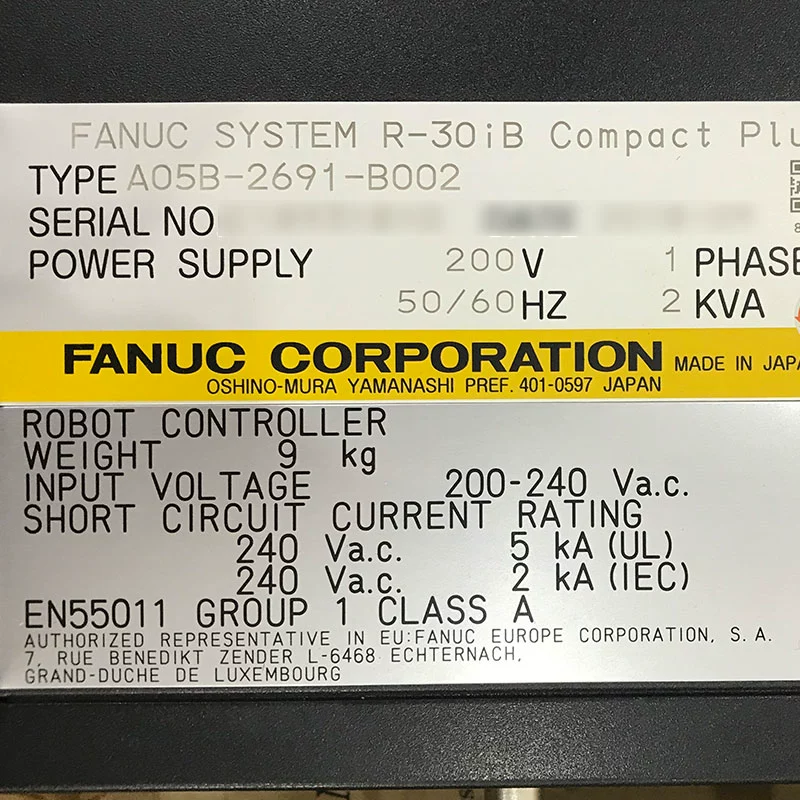 FANUC SYSTEM R-30iB Compact Plu
TYPE A05B-2691-B002
SERIAL NO
POWER SUPPLY 200 V 1 PHASE
50/60 HZ 2 KVA
FANUC CORPORATION MADE IN JAPA
OSHINO-MURA YAMANASHI PREF. 401-0597 JAPAN
ROBOT CONTROLLER
WEIGHT 9 kg
INPUT VOLTAGE 200-240 Va.c.
SHORT CIRCUIT CURRENT RATING
240 Va.c. 5 kA (UL)
240 Va.c. 2 kA (IEC)
EN55011 GROUP 1 CLASS A
AUTHORIZED REPRESENTATIVE IN EU:FANUC EUROPE CORPORATION, S. A.
7, RUE BENEDIKT ZENDER L-6468 ECHTERNACH,
GRAND-DUCHE DE LUXEMBOURG